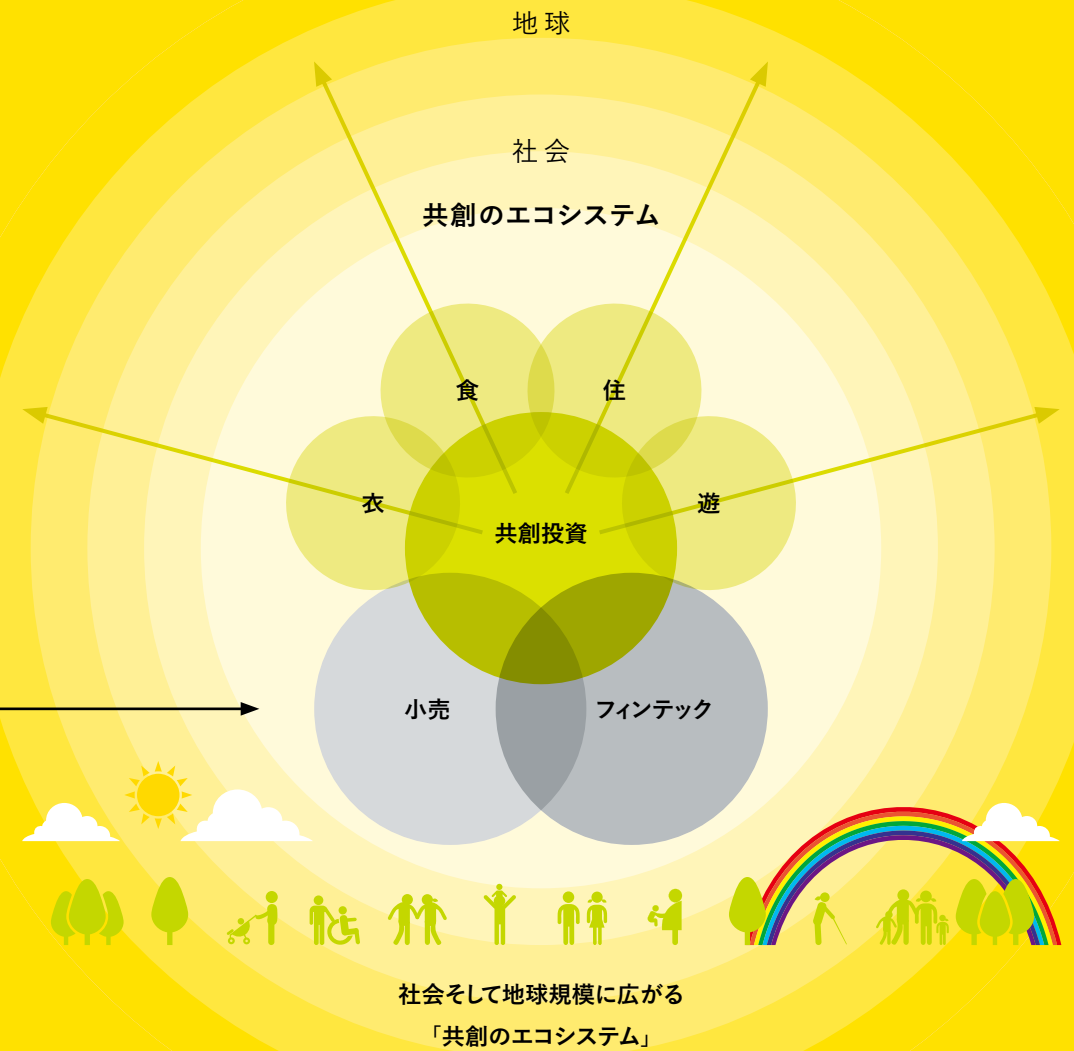 地球
社会
共創のエコシステム
食
住
衣
遊
共創投資
小売
フィンテック
社会そして地球規模に広がる
「共創のエコシステム」